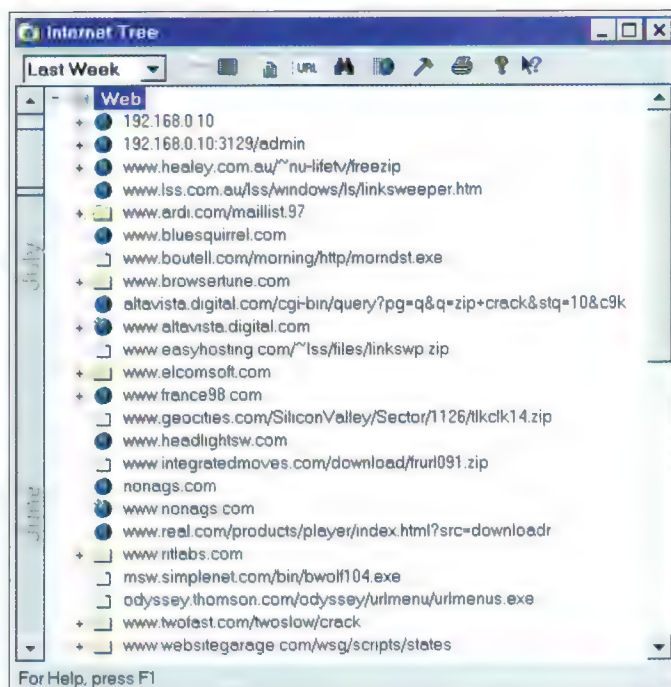 Internet Tree
Last Week
URL
Web
192.168.0.10
192.168.0.10:3129/admin
www.healey.com.au/~nu-lifetv/freezip
www.lss.com.au/lss/windows/ls/linksweeper.htm
www.ardi.com/maillist.97
www.bluesquirrel.com
www.boutell.com/morning/http/morndst.exe
www.browsertune.com
altavista.digital.com/cgi-bin/query?pg=q&q=zip+crack&stq=10&c9k
www.altavista.digital.com
www.easyhosting.com/~lss/files/linkswp.zip
www.elcomsoft.com
www.france98.com
www.geocities.com/SiliconValley/Sector/1126/tlkclk14.zip
www.headlightsw.com
www.integratedmoves.com/download/frurl091.zip
nonags.com
www.nonags.com
www.real.com/products/player/index.html?src=downloadr
www.ritlabs.com
msw.simplenet.com/bin/bwolf104.exe
odyssey.thomson.com/odyssey/urlmenu/urlmenus.exe
www.twofast.com/twoslow/crack
www.websitegarage.com/wsg/scripts/states
July
June
For Help, press F1